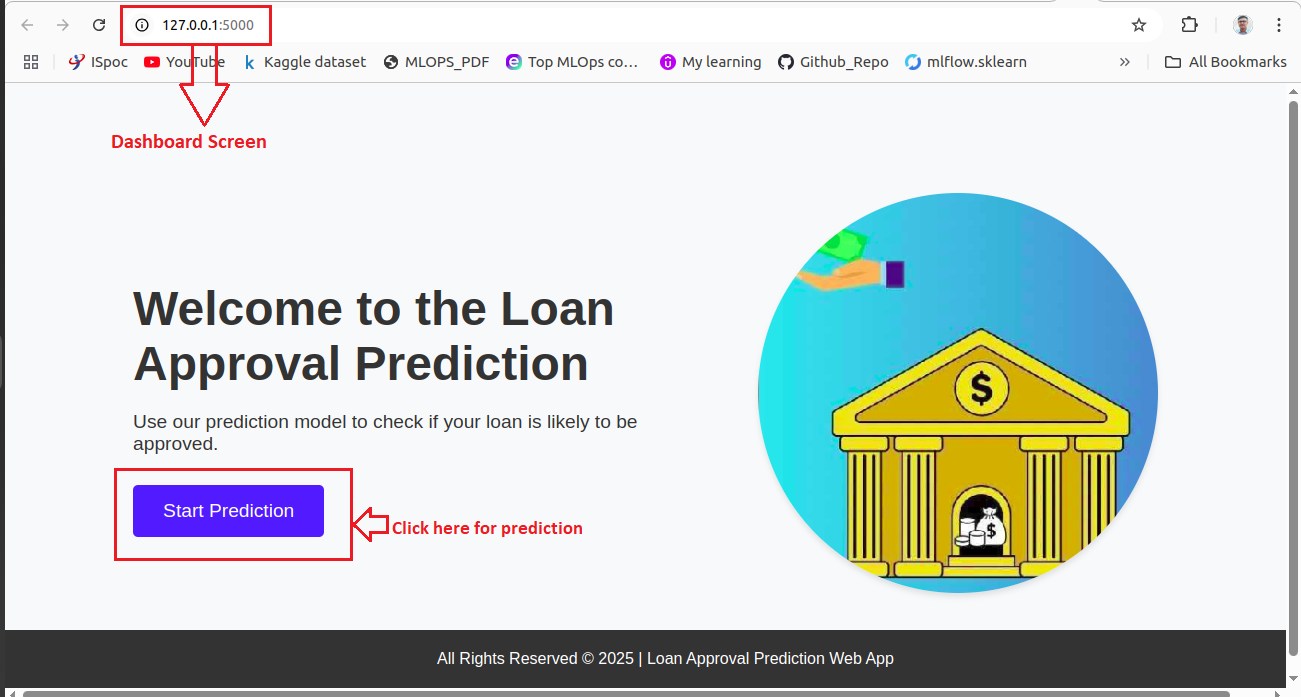 127.0.0.1:5000
ISpoc YouTube Kaggle dataset MLOPS_PDF Top MLOps co... My learning Github_Repo mlflow.sklearn » All Bookmarks
Dashboard Screen
Welcome to the Loan
Approval Prediction
Use our prediction model to check if your loan is likely to be
approved.
Start Prediction
Click here for prediction
$
$
All Rights Reserved © 2025 | Loan Approval Prediction Web App